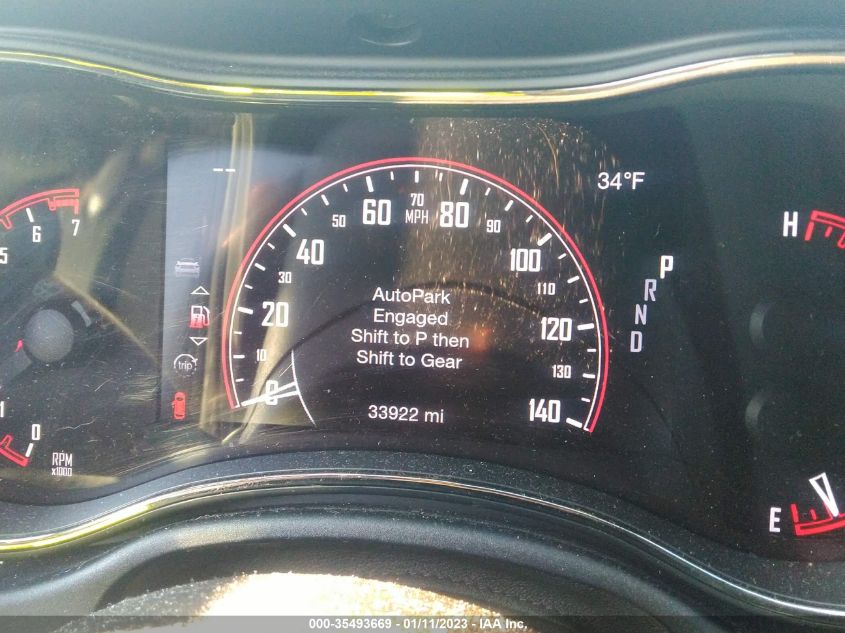 --
34°F
5
6
7
1
0
RPM
x1000
0
10
20
30
40
50
60
70
MPH
80
90
100
110
120
130
140
AutoPark
Engaged
Shift to P then
Shift to Gear
33922 mi
trip
P
R
N
D
H
E
000-35493669 - 01/11/2023 - IAA Inc.